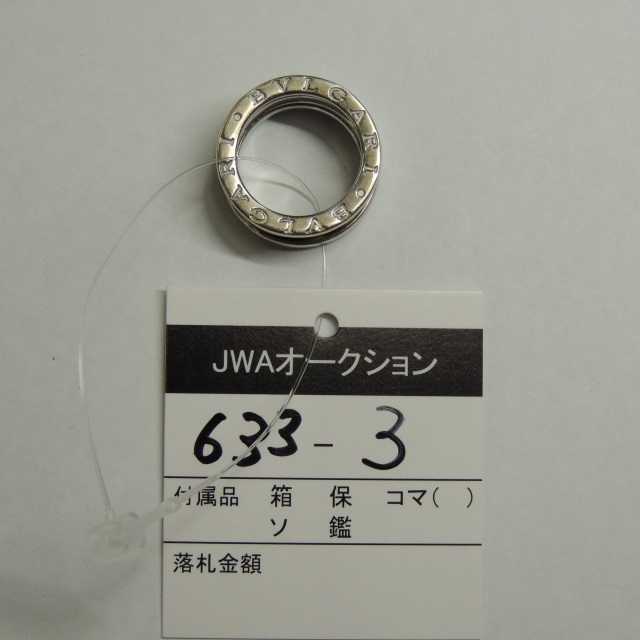 BVLGARI · BVLGARI ·
JWAオークション
633-3
付属品 箱 保 コマ( )
ソ 鑑
落札金額